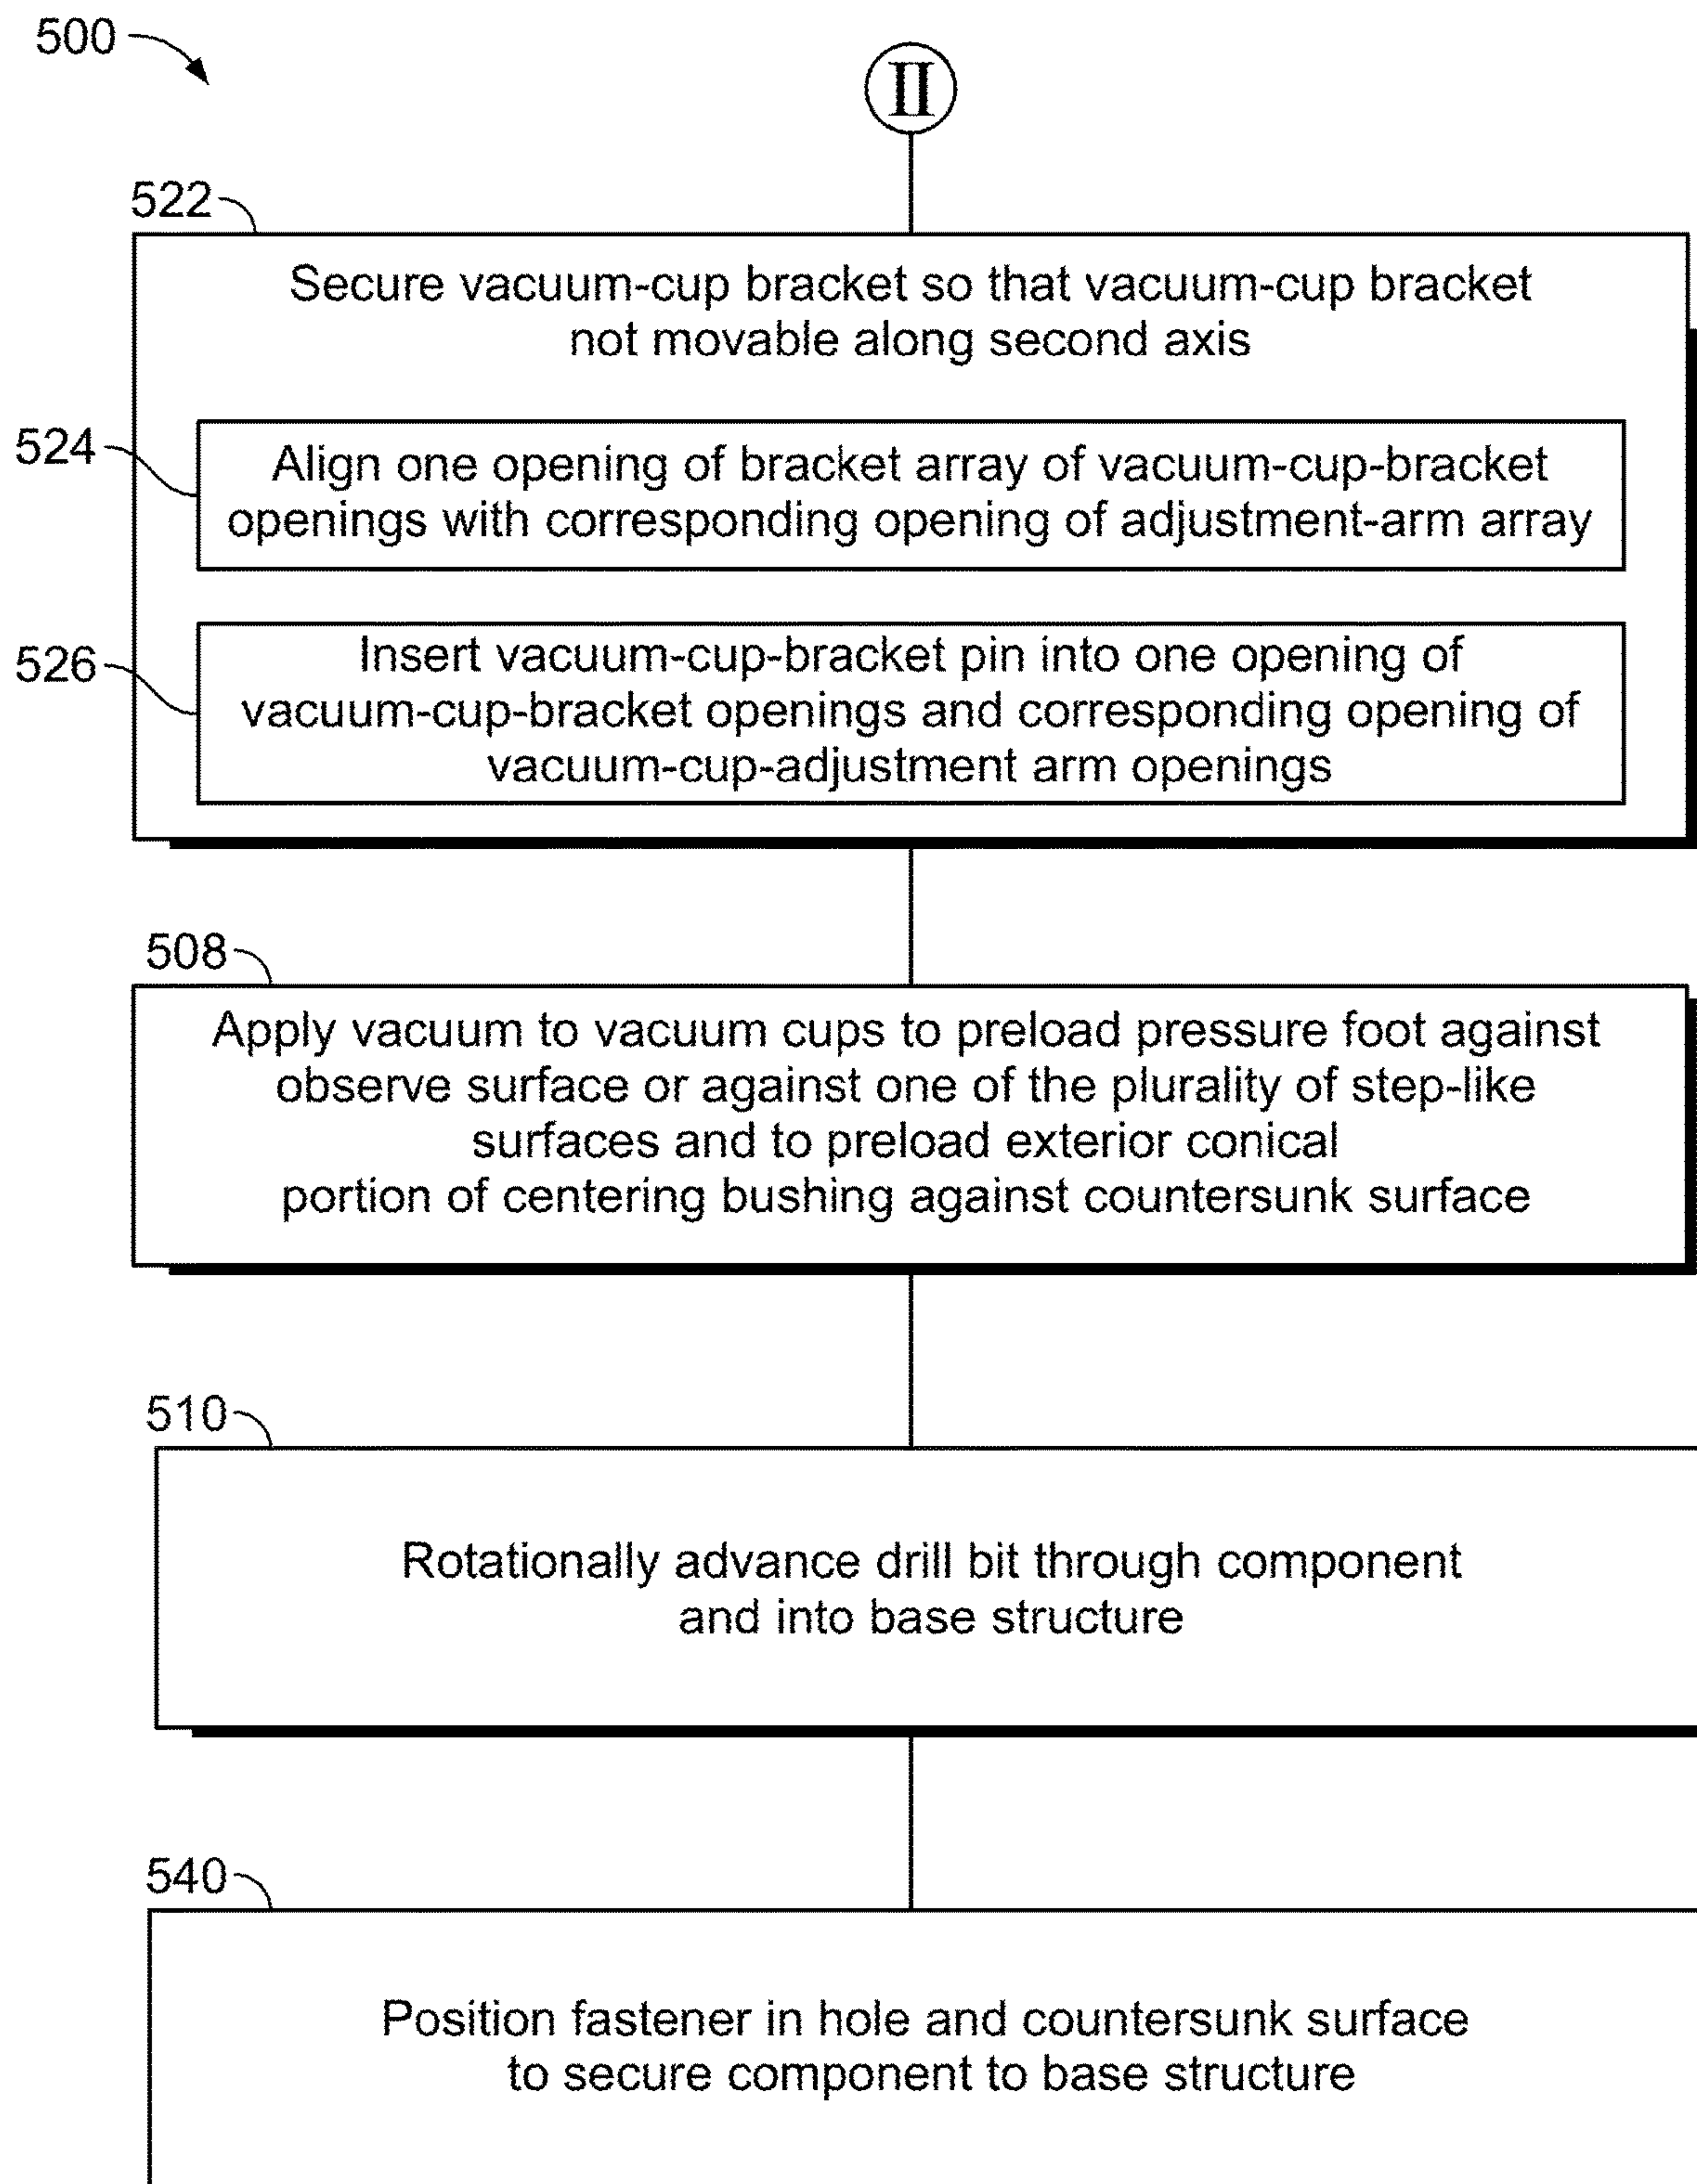 500
II
522
Secure vacuum-cup bracket so that vacuum-cup bracket
not movable along second axis
524
Align one opening of bracket array of vacuum-cup-bracket
openings with corresponding opening of adjustment-arm array
526
Insert vacuum-cup-bracket pin into one opening of
vacuum-cup-bracket openings and corresponding opening of
vacuum-cup-adjustment arm openings
508
Apply vacuum to vacuum cups to preload pressure foot against
observe surface or against one of the plurality of step-like
surfaces and to preload exterior conical
portion of centering bushing against countersunk surface
510
Rotationally advance drill bit through component
and into base structure
540
Position fastener in hole and countersunk surface
to secure component to base structure